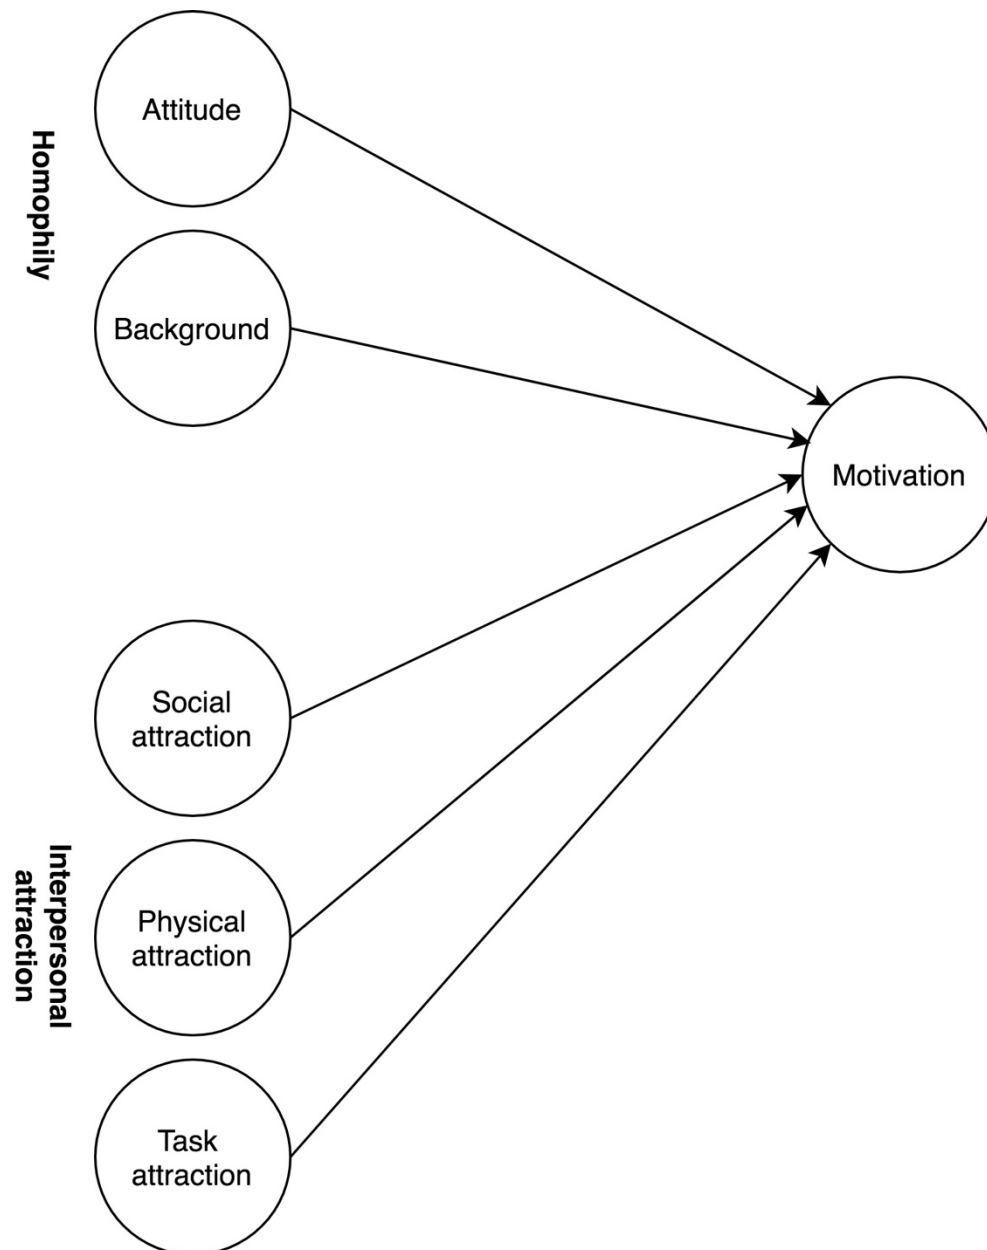 Homophily
Attitude
Background
Motivation
Interpersonal
attraction
Social
attraction
Physical
attraction
Task
attraction